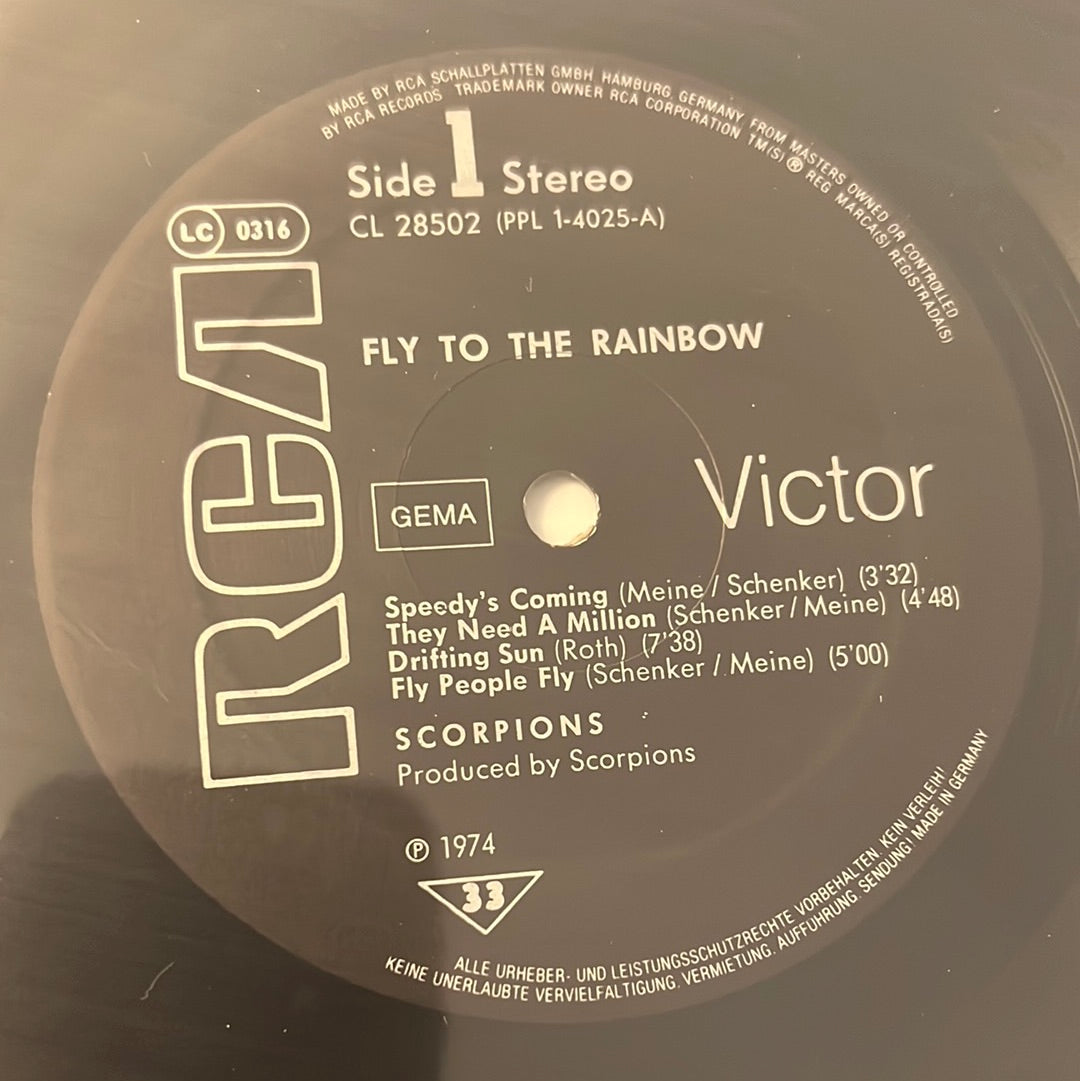 MADE BY RCA SCHALLPLATTEN GMBH, HAMBURG, GERMANY FROM MASTERS OWNED OR CONTROLLED
BY RCA RECORDS TRADEMARK OWNER RCA CORPORATION TM(S) ® REG MARCA(S) REGISTRADA(S)
Side 1 Stereo
LC 0316
CL 28502 (PPL 1-4025-A)
RCA
FLY TO THE RAINBOW
GEMA
Victor
Speedy's Coming (Meine / Schenker) (3'32)
They Need A Million (Schenker / Meine) (4'48)
Drifting Sun (Roth) (7'38)
Fly People Fly (Schenker / Meine) (5'00)
SCORPIONS
Produced by Scorpions
℗ 1974
33
ALLE URHEBER- UND LEISTUNGSSCHUTZRECHTE VORBEHALTEN. KEIN VERLEIH!
KEINE UNERLAUBTE VERVIELFALTIGUNG, VERMIETUNG, AUFFUHRUNG, SENDUNG! MADE IN GERMANY